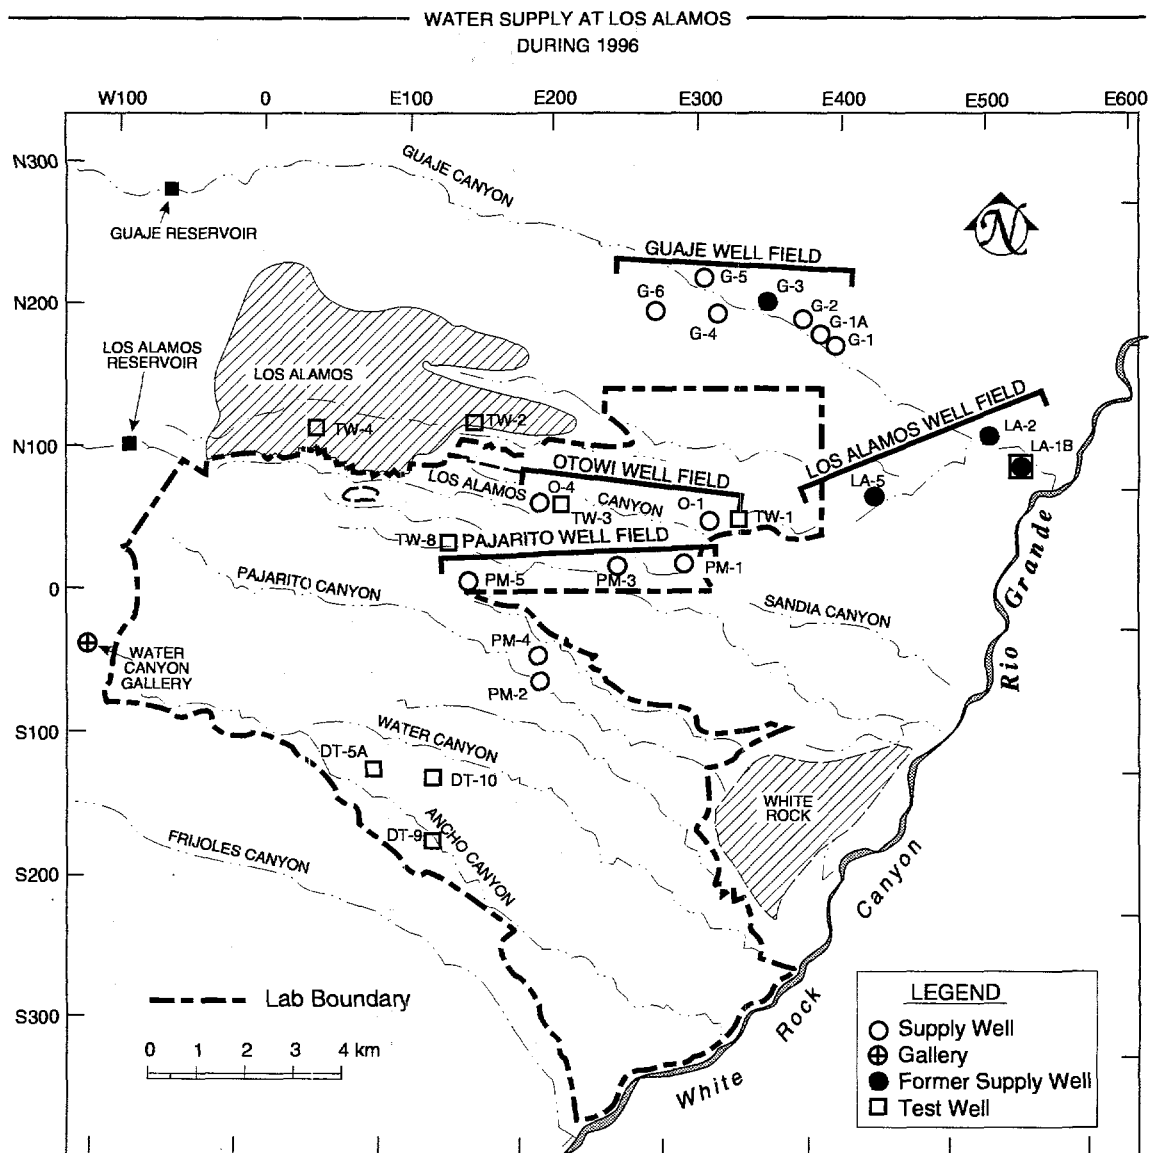 WATER SUPPLY AT LOS ALAMOS
DURING 1996
W100 0 E100 E200 E300 E400 E500 E600
N300
GUAJE CANYON
GUAJE RESERVOIR
N
GUAJE WELL FIELD
G-5
G-3
G-6
G-2
N200
G-4
G-1A
G-1
LOS ALAMOS
RESERVOIR
LOS ALAMOS
LOS ALAMOS WELL FIELD
TW-4
TW-2
LA-2
N100
LA-1B
OTOWI WELL FIELD
LOS ALAMOS
CANYON
O-4
LA-5
O-1
TW-3
TW-1
TW-8
PAJARITO WELL FIELD
PM-1
PM-5
PM-3
0
PAJARITO CANYON
SANDIA CANYON
Rio Grande
PM-4
WATER
CANYON
GALLERY
PM-2
S100
WATER CANYON
DT-5A
DT-10
WHITE
ROCK
ANCHO CANYON
DT-9
FRIJOLES CANYON
S200
White Rock Canyon
Lab Boundary
S300
0 1 2 3 4 km
LEGEND
Supply Well
Gallery
Former Supply Well
Test Well